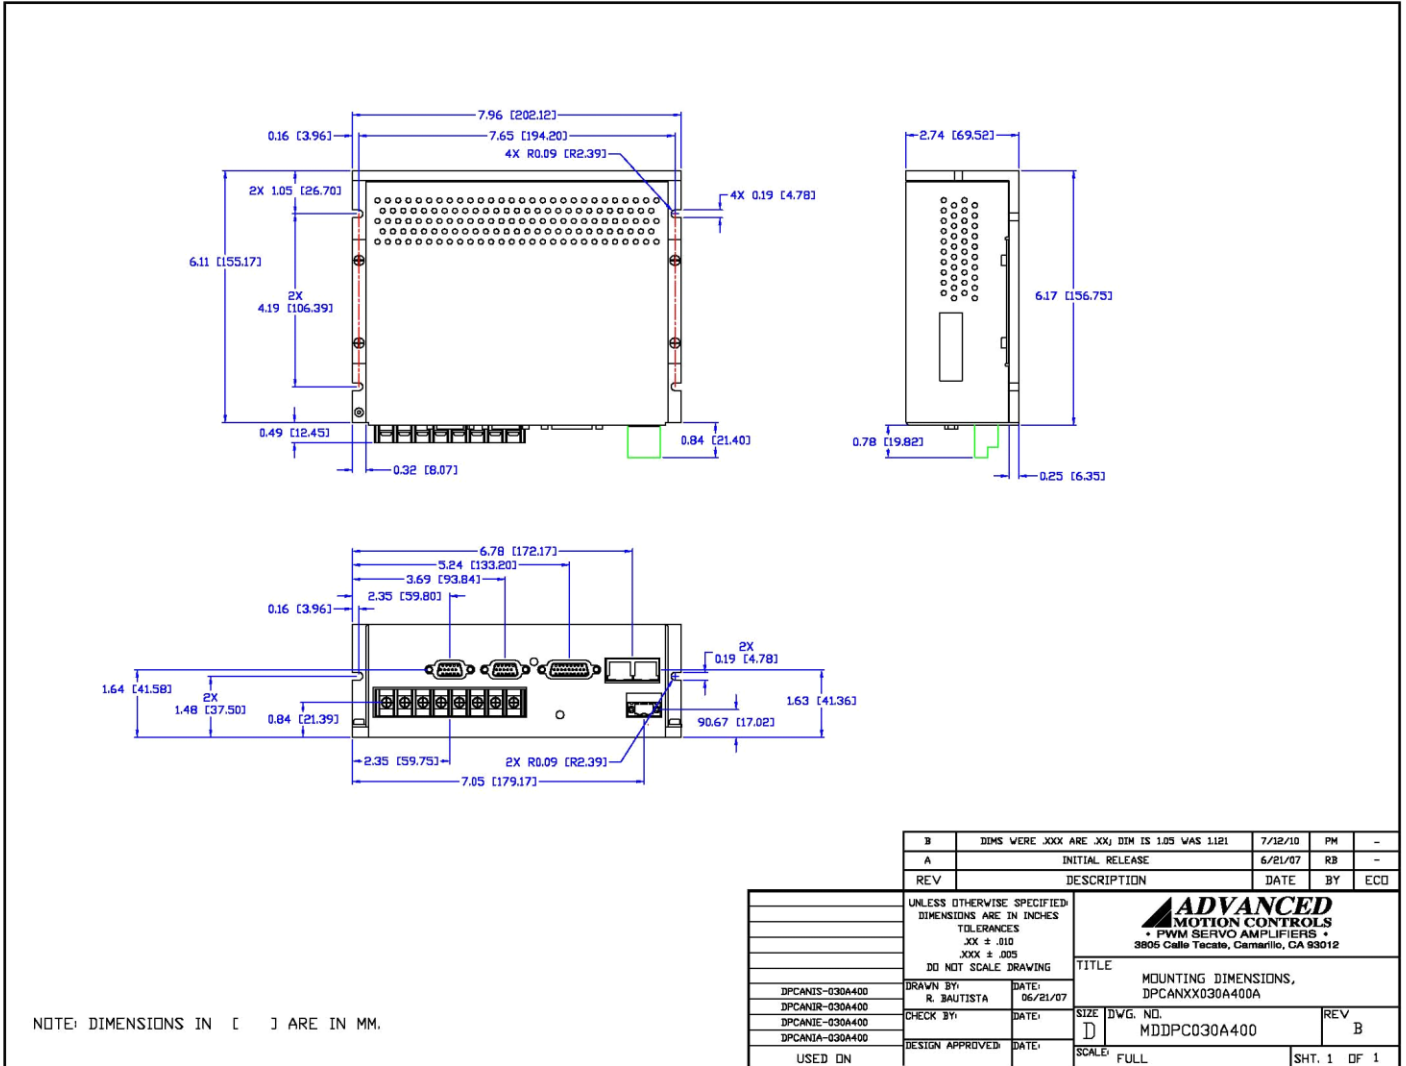 7.96 [202.12]
0.16 [3.96]
7.65 [194.20]
4X R0.09 [R2.39]
2X 1.05 [26.70]
4X 0.19 [4.78]
6.11 [155.17]
2X
4.19 [106.39]
0.49 [12.45]
0.32 [8.07]
0.84 [21.40]
2.74 [69.52]
6.17 [156.75]
0.78 [19.82]
0.25 [6.35]
6.78 [172.17]
5.24 [133.20]
3.69 [93.84]
2.35 [59.80]
0.16 [3.96]
2X
0.19 [4.78]
1.64 [41.58]
2X
1.48 [37.50]
0.84 [21.39]
1.63 [41.36]
90.67 [17.02]
2.35 [59.75]
2X R0.09 [R2.39]
7.05 [179.17]
NOTE: DIMENSIONS IN [ ] ARE IN MM.
B DIMS WERE .XXX ARE .XX; DIM IS 1.05 WAS 1.121 7/12/10 PM -
A INITIAL RELEASE 6/21/07 RB -
REV DESCRIPTION DATE BY ECO
UNLESS OTHERWISE SPECIFIED:
DIMENSIONS ARE IN INCHES
TOLERANCES
.XX ± .010
.XXX ± .005
DO NOT SCALE DRAWING
ADVANCED
MOTION CONTROLS
• PWM SERVO AMPLIFIERS •
3805 Calle Tecate, Camarillo, CA 93012
TITLE
MOUNTING DIMENSIONS,
DPCANXX030A400A
DPCANIS-030A400
DPCANIR-030A400
DPCANIE-030A400
DPCANIA-030A400
USED ON
DRAWN BY: DATE:
R. BAUTISTA 06/21/07
CHECK BY: DATE:
DESIGN APPROVED: DATE:
SIZE DWG. NO. REV
D MDDPC030A400 B
SCALE: FULL SHT. 1 OF 1